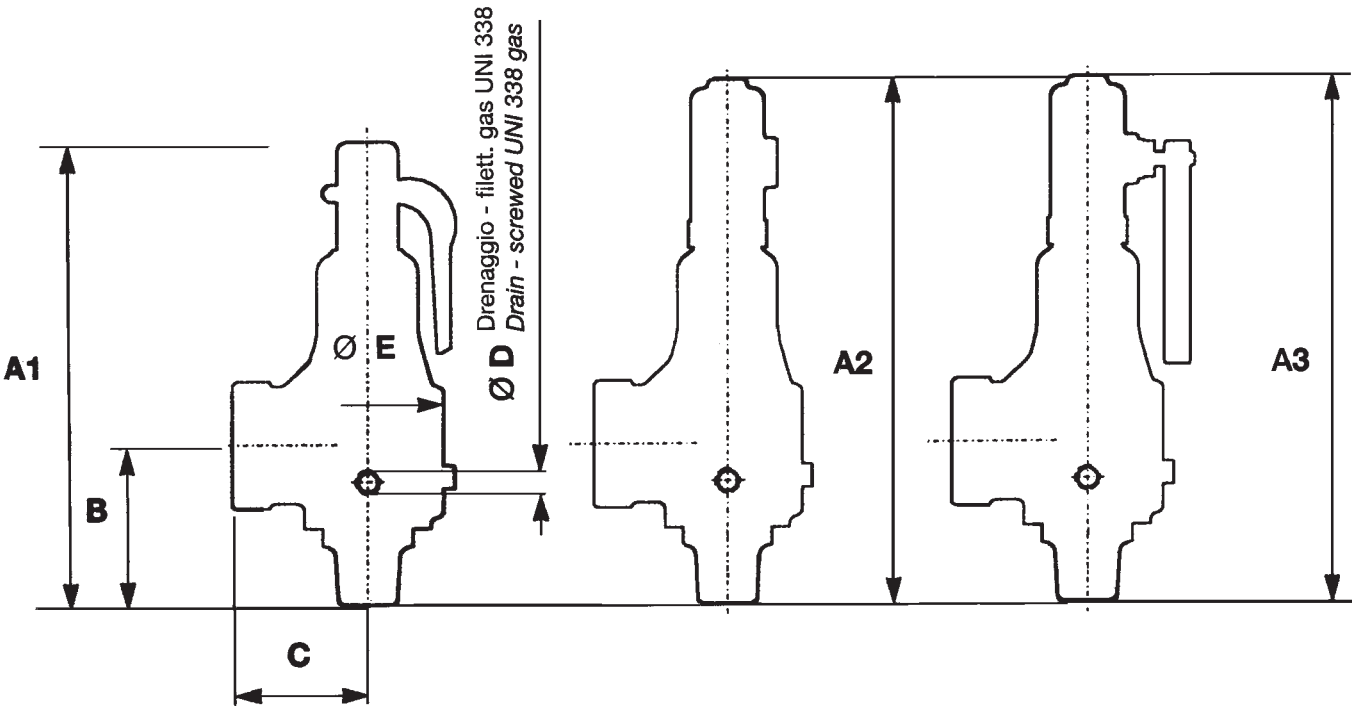 A1
B
C
Ø E
Ø D
Drenaggio - filett. gas UNI 338
Drain - screwed UNI 338 gas
A2
A3